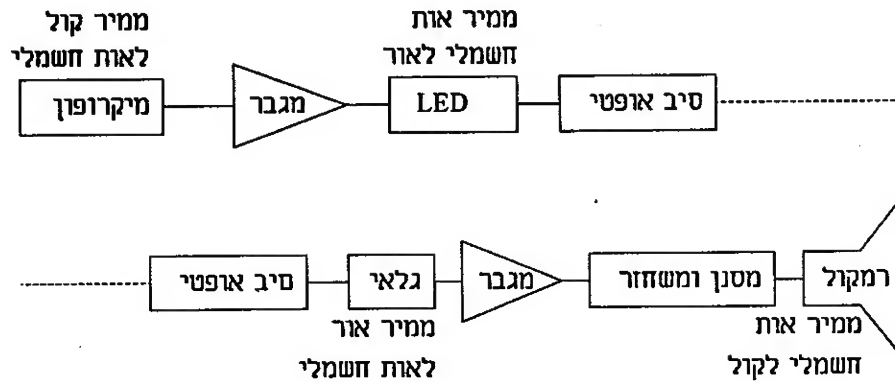 ממיר קול
לאות חשמלי
מיקרופון
מגבר
ממיר אות
חשמלי לאור
LED
סיב אופטי
סיב אופטי
גלאי
ממיר אור
לאות חשמלי
מגבר
מסנן ומשחזר
רמקול
ממיר אות
חשמלי לקול